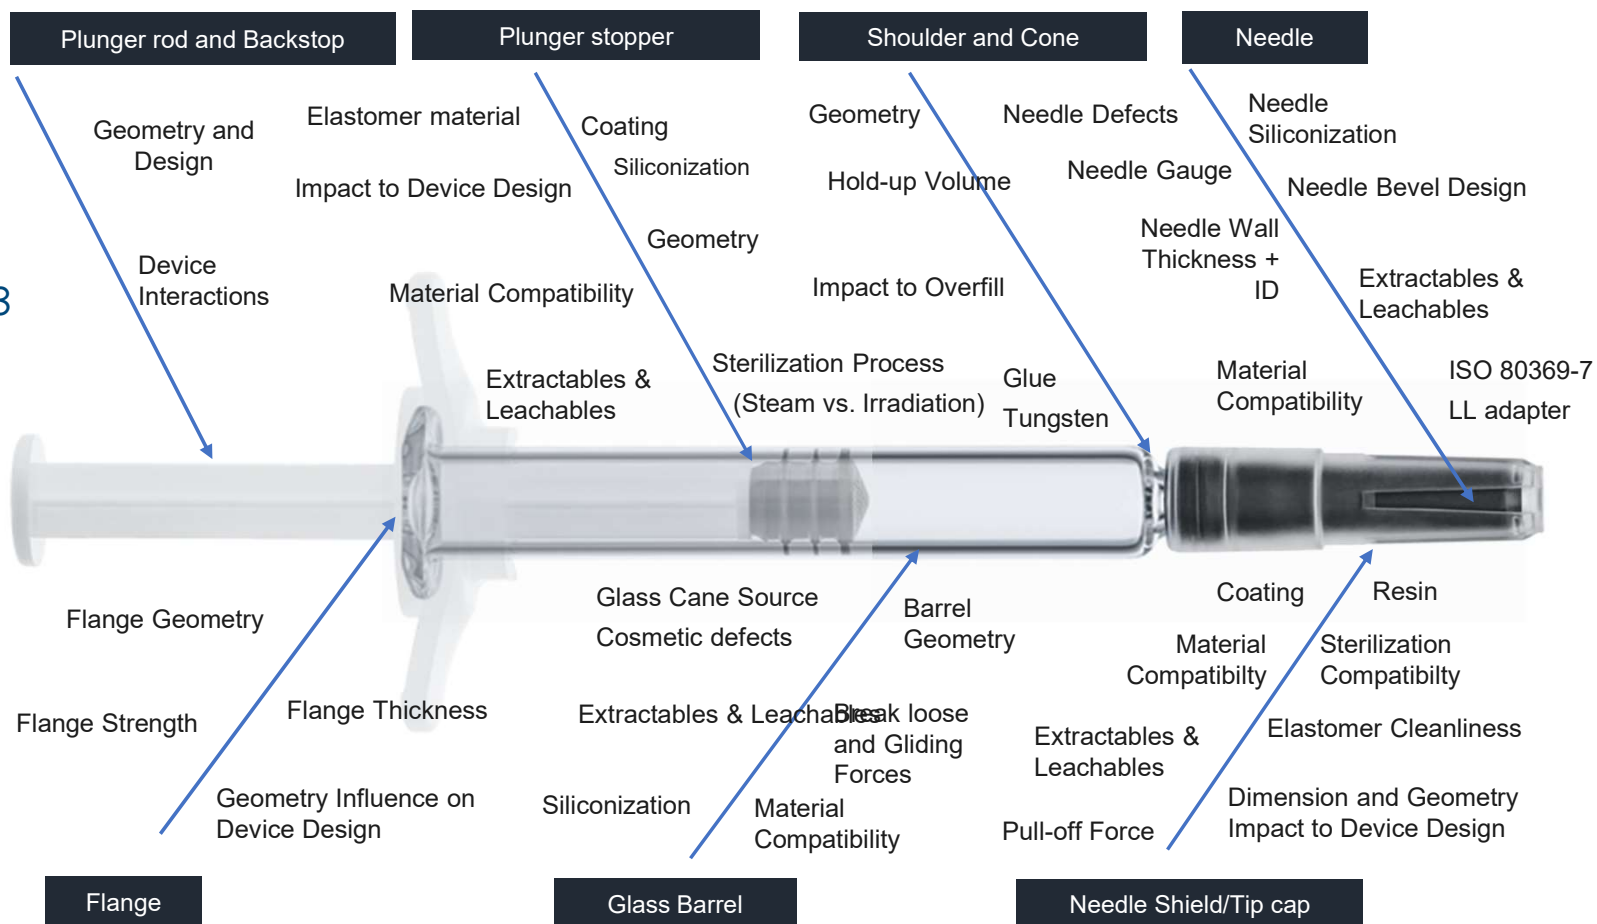 Plunger rod and Backstop
Plunger stopper
Shoulder and Cone
Needle
Geometry and
Design
Device
Interactions
Elastomer material
Impact to Device Design
Material Compatibility
Extractables &
Leachables
Coating
Siliconization
Geometry
Sterilization Process
(Steam vs. Irradiation)
Geometry
Hold-up Volume
Impact to Overfill
Glue
Tungsten
Needle Defects
Needle Gauge
Needle Wall
Thickness +
ID
Material
Compatibility
Needle
Siliconization
Needle Bevel Design
Extractables &
Leachables
ISO 80369-7
LL adapter
3
Flange Geometry
Flange Strength
Flange Thickness
Geometry Influence on
Device Design
Glass Cane Source
Cosmetic defects
Barrel
Geometry
Extractables & Leachables
Break loose
and Gliding
Forces
Siliconization
Material
Compatibility
Coating
Resin
Material
Compatibilty
Sterilization
Compatibilty
Extractables &
Leachables
Elastomer Cleanliness
Pull-off Force
Dimension and Geometry
Impact to Device Design
Flange
Glass Barrel
Needle Shield/Tip cap